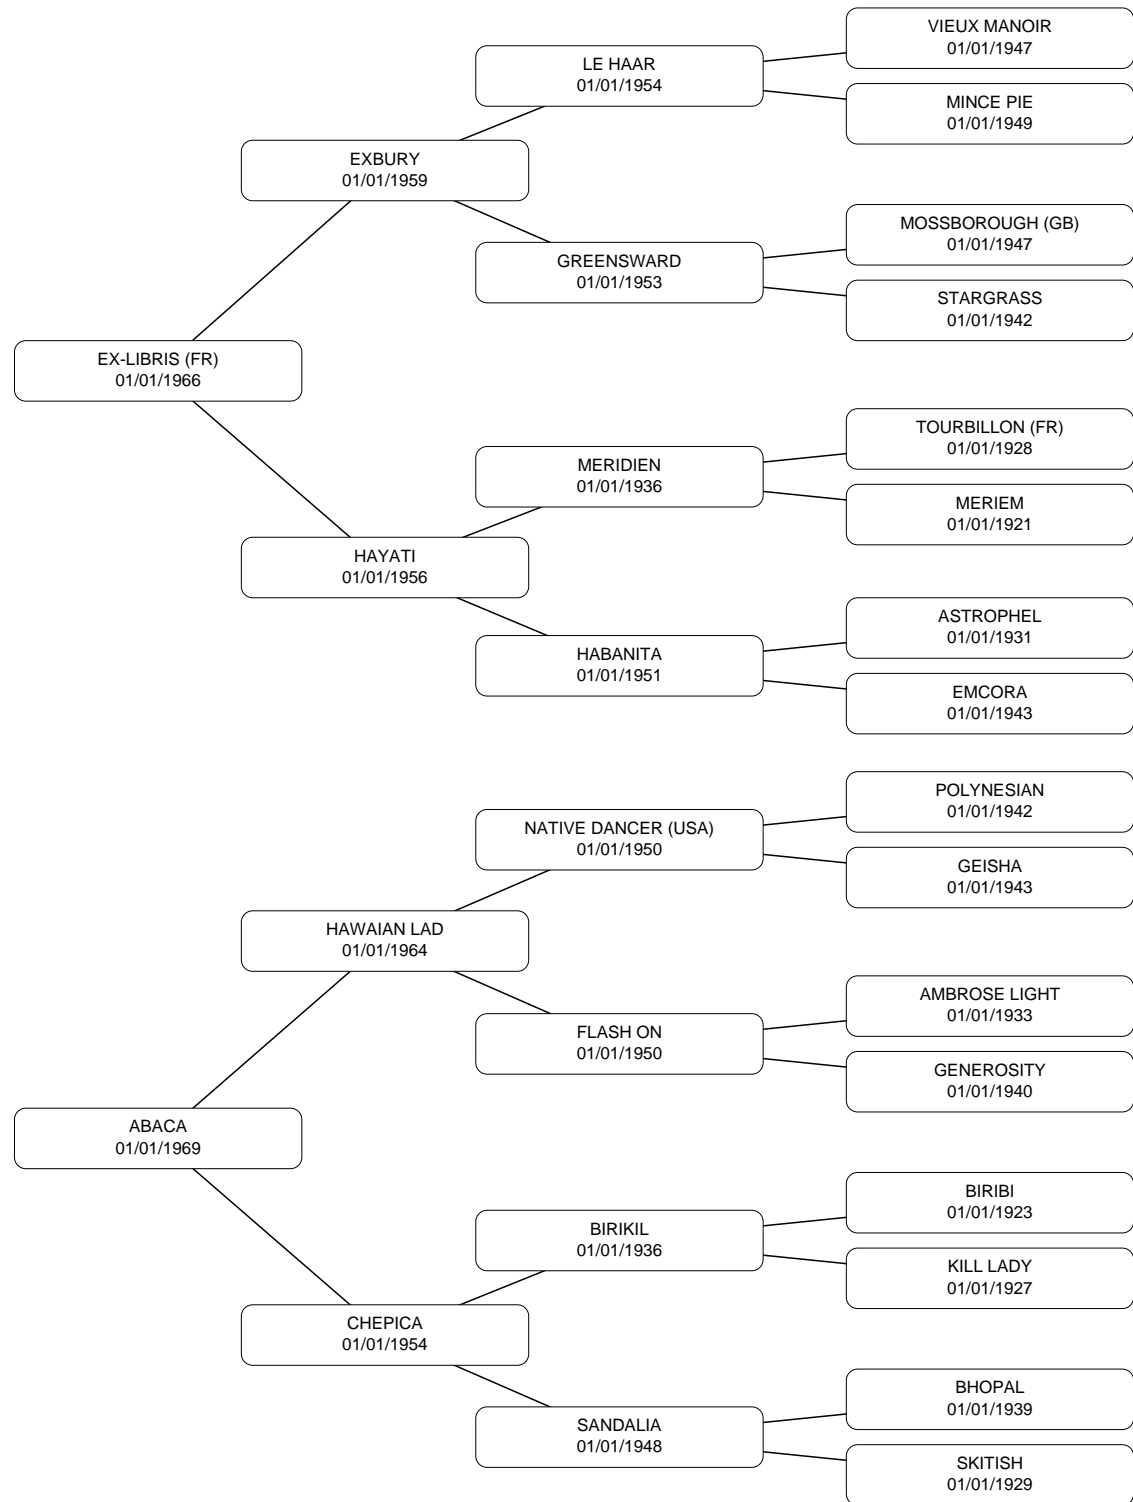 VIEUX MANOIR
01/01/1947
LE HAAR
01/01/1954
MINCE PIE
01/01/1949
EXBURY
01/01/1959
MOSSBOROUGH (GB)
01/01/1947
GREENSWARD
01/01/1953
STARGRASS
01/01/1942
EX-LIBRIS (FR)
01/01/1966
TOURBILLON (FR)
01/01/1928
MERIDIEN
01/01/1936
MERIEM
01/01/1921
HAYATI
01/01/1956
ASTROPHEL
01/01/1931
HABANITA
01/01/1951
EMCORA
01/01/1943
POLYNESIAN
01/01/1942
NATIVE DANCER (USA)
01/01/1950
GEISHA
01/01/1943
HAWAIAN LAD
01/01/1964
AMBROSE LIGHT
01/01/1933
FLASH ON
01/01/1950
GENEROSITY
01/01/1940
ABACA
01/01/1969
BIRIBI
01/01/1923
BIRIKIL
01/01/1936
KILL LADY
01/01/1927
CHEPICA
01/01/1954
BHOPAL
01/01/1939
SANDALIA
01/01/1948
SKITISH
01/01/1929